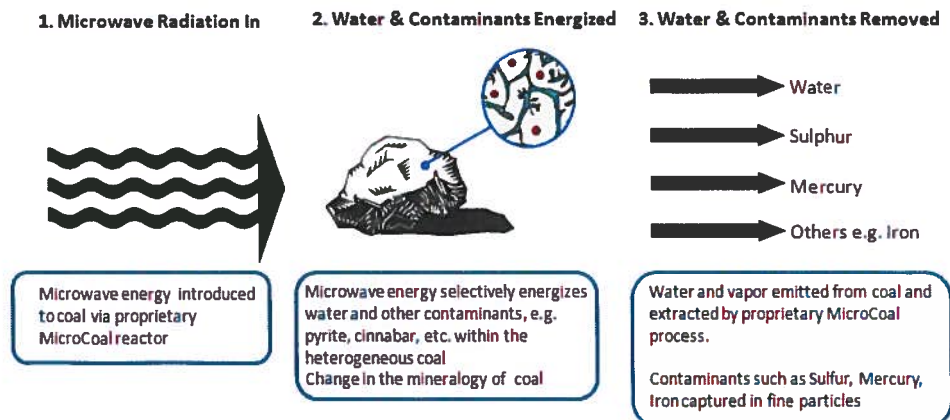 1. Microwave Radiation In
2. Water & Contaminants Energized
3. Water & Contaminants Removed
Water
Sulphur
Mercury
Others e.g. Iron
Microwave energy introduced
to coal via proprietary
MicroCoal reactor
Microwave energy selectively energizes
water and other contaminants, e.g.
pyrite, cinnabar, etc. within the
heterogeneous coal
Change in the mineralogy of coal
Water and vapor emitted from coal and
extracted by proprietary MicroCoal
process.
Contaminants such as Sulfur, Mercury,
Iron captured in fine particles